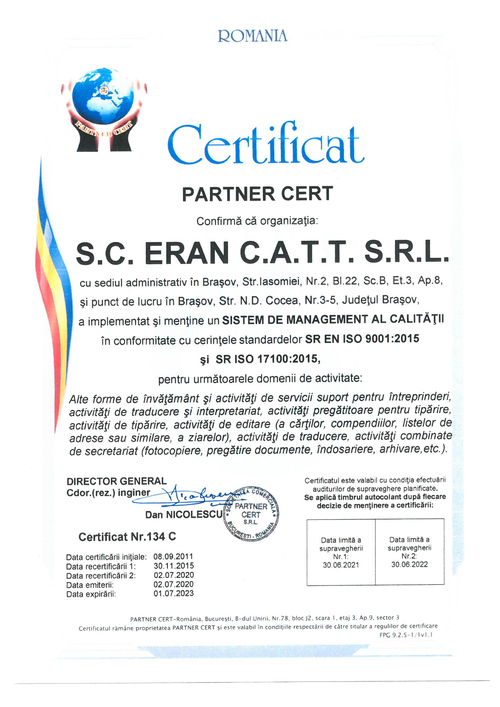 ROMANIA
PARTNER CERT
Certificat
PARTNER CERT
Confirmă că organizaţia:
S.C. ERAN C.A.T.T. S.R.L.
cu sediul administrativ în Braşov, Str.Iasomiei, Nr.2, Bl.22, Sc.B, Et.3, Ap.8,
şi punct de lucru în Braşov, Str. N.D. Cocea, Nr.3-5, Judeţul Braşov,
a implementat şi menţine un SISTEM DE MANAGEMENT AL CALITĂŢII
în conformitate cu cerinţele standardelor SR EN ISO 9001:2015
şi SR ISO 17100:2015,
pentru următoarele domenii de activitate:
Alte forme de învăţământ şi activităţi de servicii suport pentru întreprinderi,
activităţi de traducere şi interpretariat, activităţi pregătitoare pentru tipărire,
activităţi de tipărire, activităţi de editare (a cărţilor, compendiilor, listelor de
adrese sau similare, a ziarelor), activităţi de traducere, activităţi combinate
de secretariat (fotocopiere, pregătire documente, îndosariere, arhivare,etc.).
DIRECTOR GENERAL
Cdor.(rez.) inginer
Dan NICOLESCU
SOCIETATEA COMERCIALĂ
PARTNER
CERT
S.R.L.
BUCUREŞTI - ROMANIA
Certificatul este valabil cu condiţia efectuării
auditurilor de supraveghere planificate.
Se aplică timbrul autocolant după fiecare
decizie de menţinere a certificării:
Certificat Nr.134 C
Data certificării iniţiale: 08.09.2011
Data recertificării 1: 30.11.2015
Data recertificării 2: 02.07.2020
Data emiterii: 02.07.2020
Data expirării: 01.07.2023
Data limită a
supravegherii
Nr.1:
30.06.2021
Data limită a
supravegherii
Nr.2:
30.06.2022
PARTNER CERT-România, Bucureşti, B-dul Unirii, Nr.78, bloc J2, scara 1, etaj 3, Ap.9, sector 3
Certificatul rămâne proprietatea PARTNER CERT şi este valabil în condiţiile respectării de către titular a regulilor de certificare
FPG 9.2.5-1/1v1.1